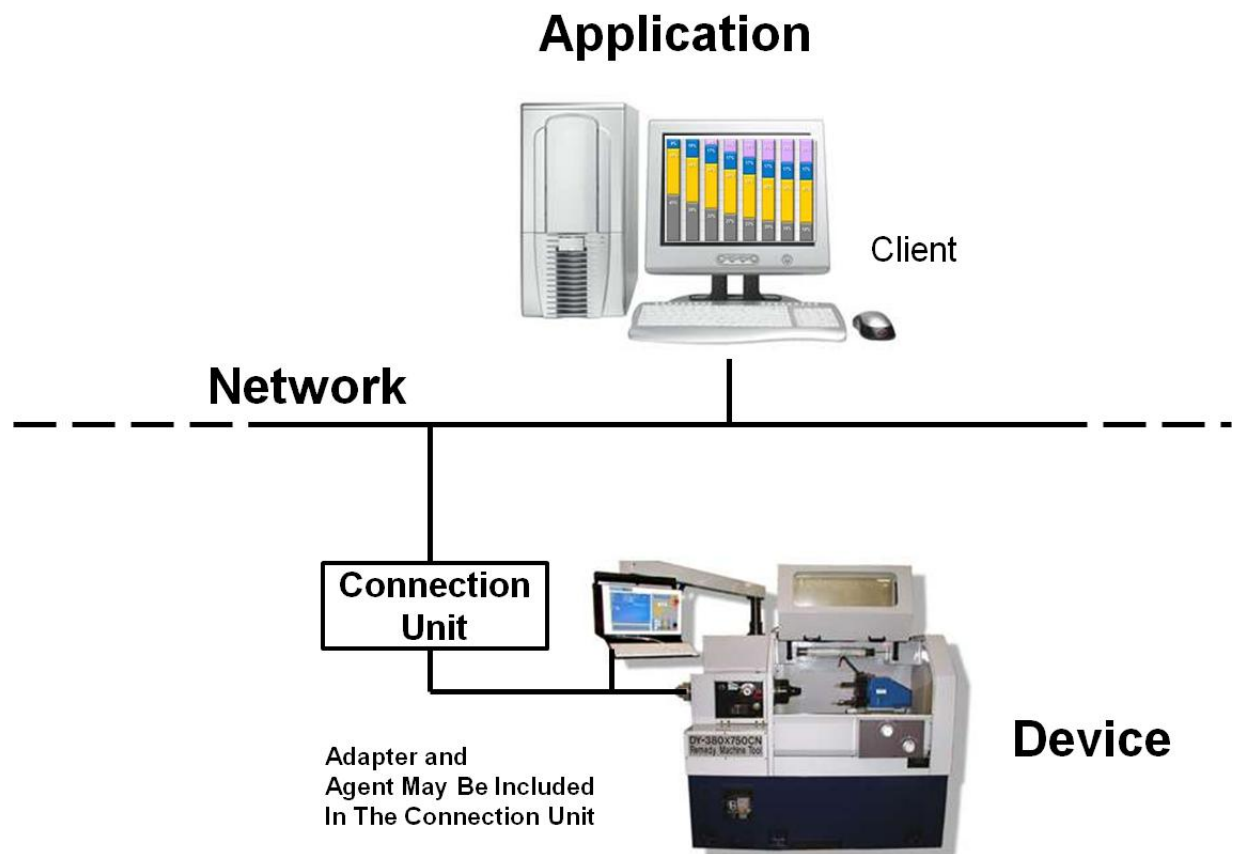 Application
Client
Network
Connection
Unit
Adapter and
Agent May Be Included
In The Connection Unit
DY-380X750CN
Remedy Machine Tool
Device